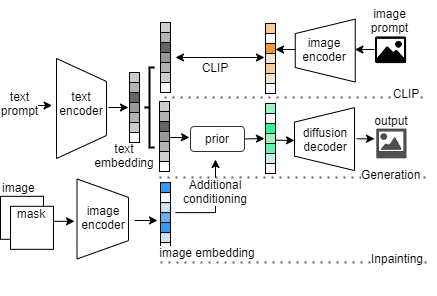 image
prompt
image
encoder
CLIP
CLIP
text
prompt
text
encoder
text
embedding
prior
diffusion
decoder
output
Generation
image
mask
image
encoder
Additional
conditioning
image embedding
Inpainting